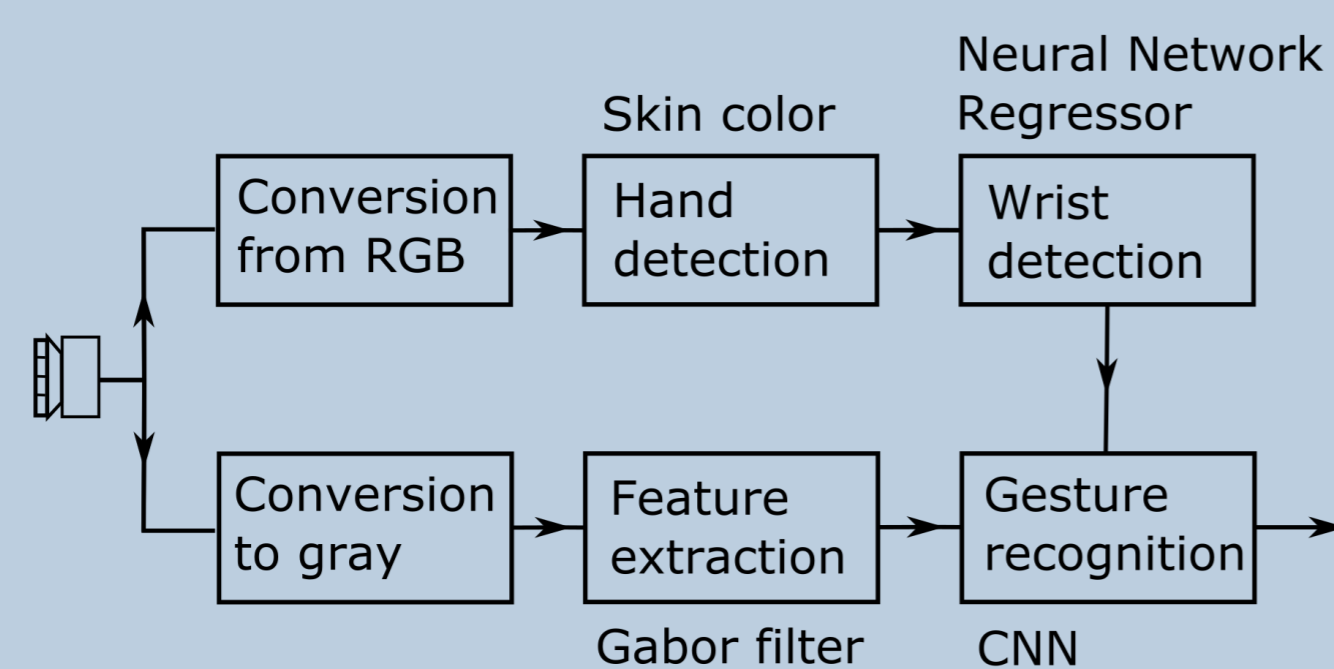 Neural Network
Skin color
Regressor
Conversion
from RGB
Hand
detection
Wrist
detection
Conversion
to gray
Feature
extraction
Gesture
recognition
Gabor filter
CNN